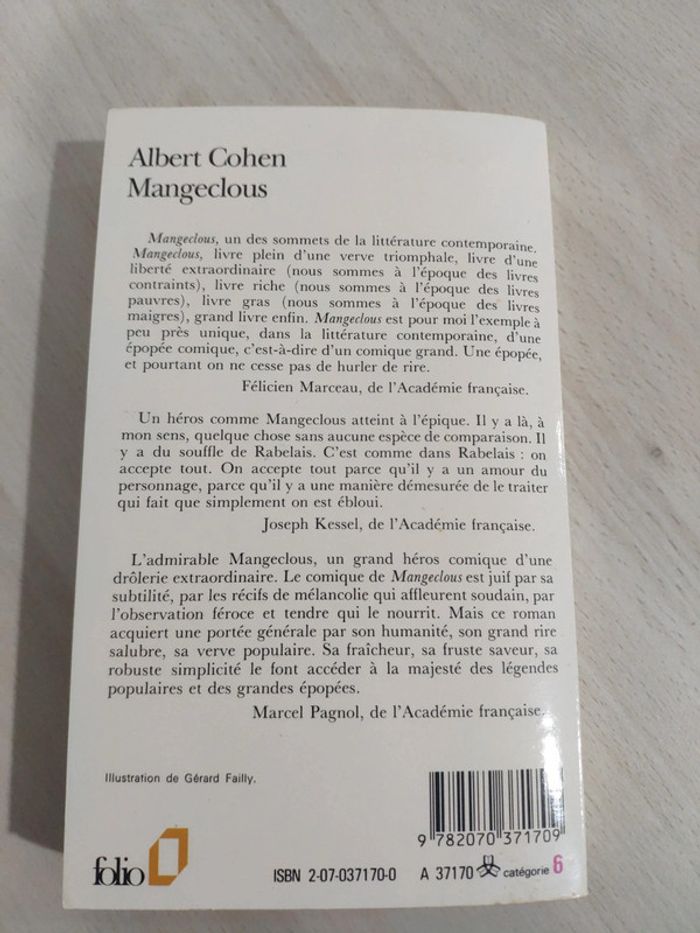 Albert Cohen
Mangeclous
Mangeclous, un des sommets de la littérature contemporaine.
Mangeclous, livre plein d'une verve triomphale, livre d'une
liberté extraordinaire (nous sommes à l'époque des livres
contraints), livre riche (nous sommes à l'époque des livres
pauvres), livre gras (nous sommes à l'époque des livres
maigres), grand livre enfin. Mangeclous est pour moi l'exemple à
peu près unique, dans la littérature contemporaine, d'une
épopée comique, c'est-à-dire d'un comique grand. Une épopée,
et pourtant on ne cesse pas de hurler de rire.
Félicien Marceau, de l'Académie française.
Un héros comme Mangeclous atteint à l'épique. Il y a là, à
mon sens, quelque chose sans aucune espèce de comparaison. Il
y a du souffle de Rabelais. C'est comme dans Rabelais : on
accepte tout. On accepte tout parce qu'il y a un amour du
personnage, parce qu'il y a une manière démesurée de le traiter
qui fait que simplement on est ébloui.
Joseph Kessel, de l'Académie française.
L'admirable Mangeclous, un grand héros comique d'une
drôlerie extraordinaire. Le comique de Mangeclous est juif par sa
subtilité, par les récifs de mélancolie qui affleurent soudain, par
l'observation féroce et tendre qui le nourrit. Mais ce roman
acquiert une portée générale par son humanité, son grand rire
salubre, sa verve populaire. Sa fraîcheur, sa fruste saveur, sa
robuste simplicité le font accéder à la majesté des légendes
populaires et des grandes épopées.
Marcel Pagnol, de l'Académie française.
Illustration de Gérard Failly.
9 782070 371709
folio
ISBN 2-07-037170-0 A 37170 catégorie 6